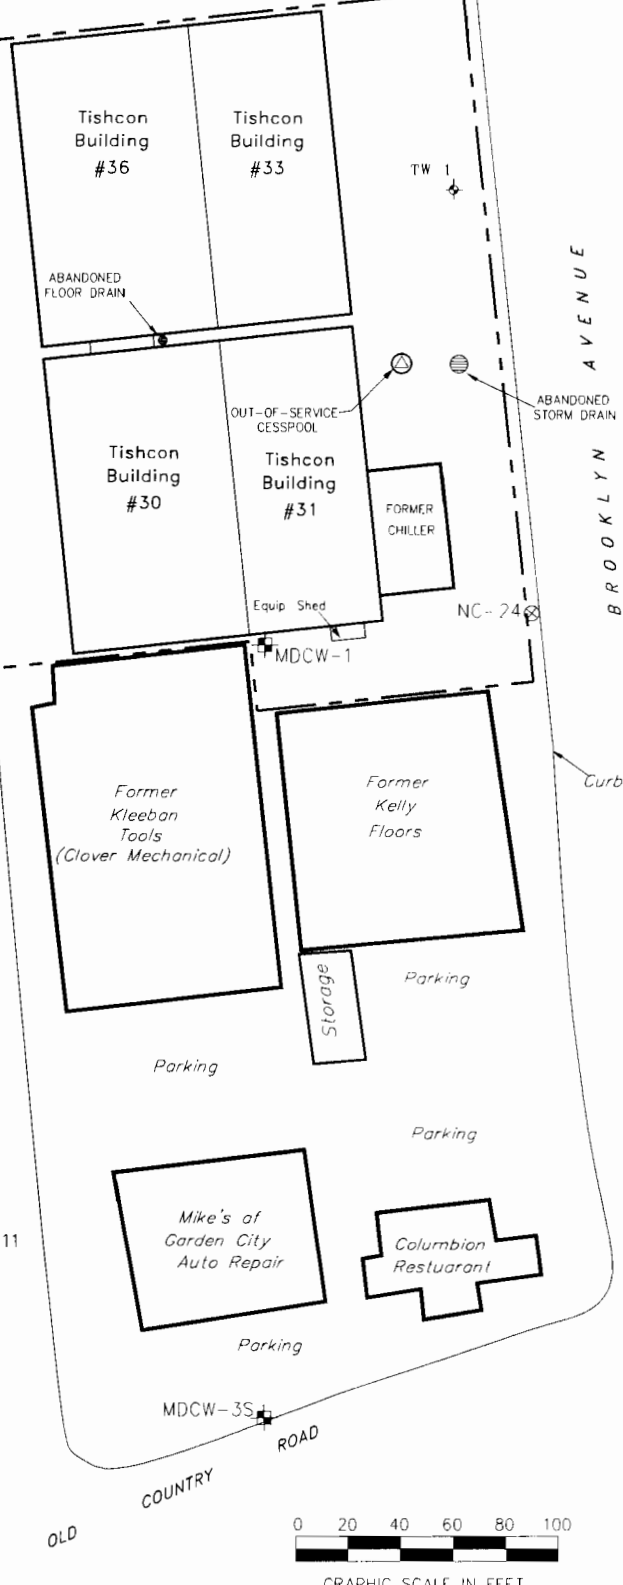 Tishcon
Building
#36
Tishcon
Building
#33
TW 1
ABANDONED
FLOOR DRAIN
BROOKLYN AVENUE
OUT-OF-SERVICE
CESSPOOL
ABANDONED
STORM DRAIN
Tishcon
Building
#30
Tishcon
Building
#31
FORMER
CHILLER
Equip Shed
NC-24
MDCW-1
Former
Kleeban
Tools
(Clover Mechanical)
Former
Kelly
Floors
Curb
Storage
Parking
Parking
Parking
11
Mike's of
Garden City
Auto Repair
Columbion
Restuarant
Parking
MDCW-3S
OLD COUNTRY ROAD
0 20 40 60 80 100
GRAPHIC SCALE IN FEET